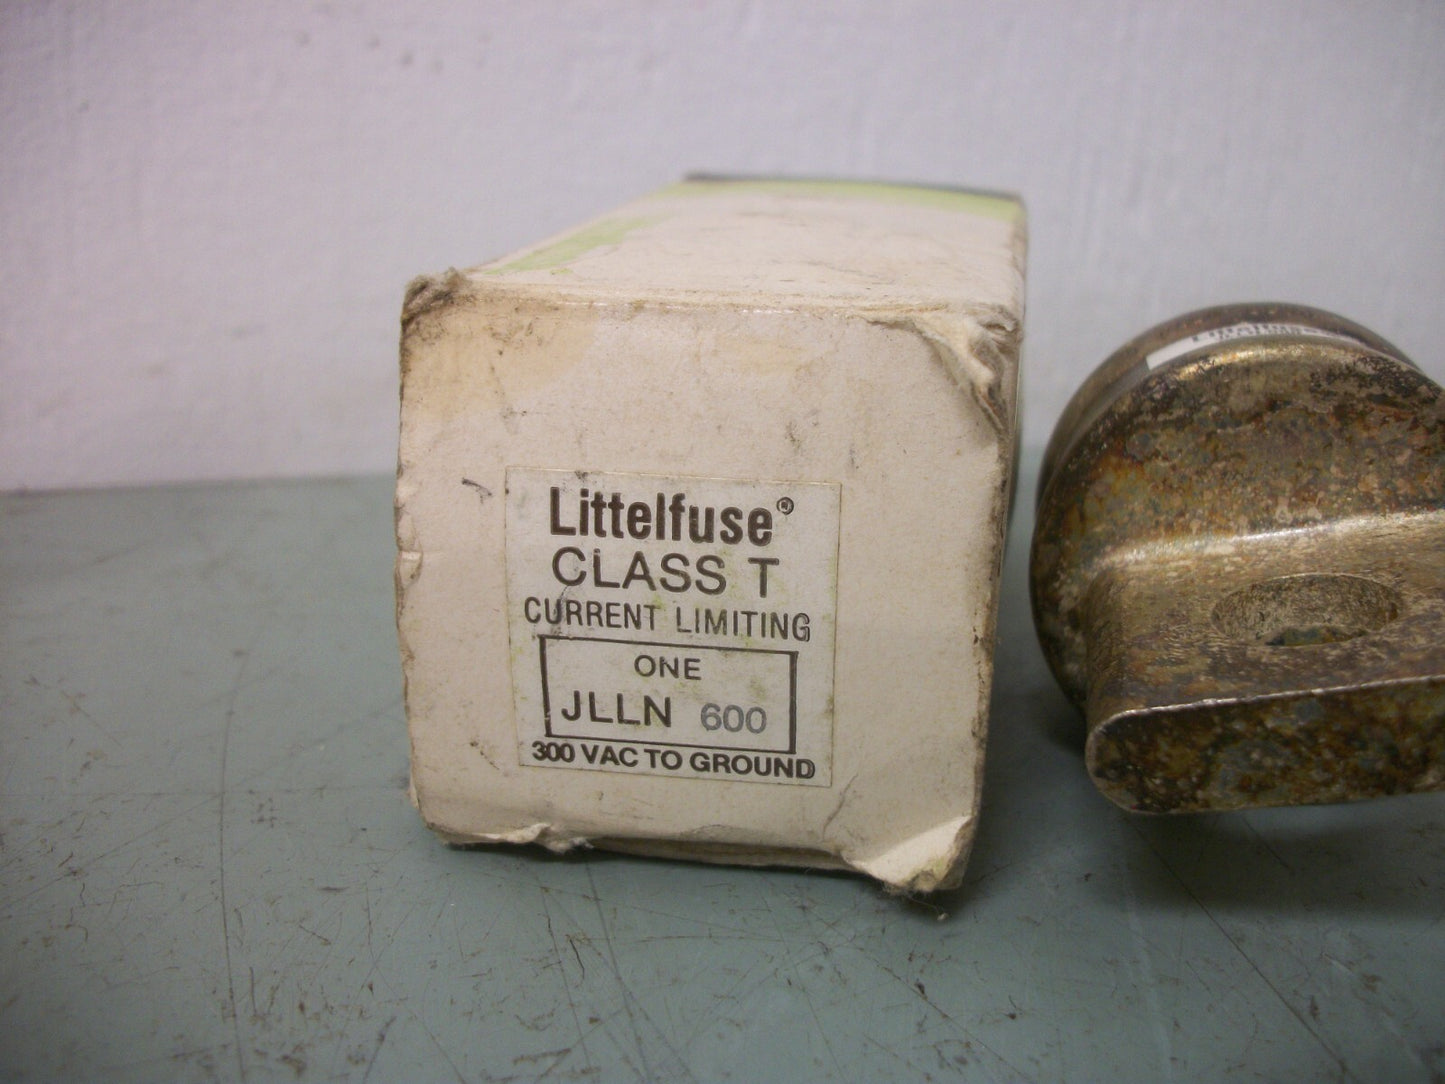 Littelfuse®
CLASS T
CURRENT LIMITING
ONE
JLLN 600
300 VAC TO GROUND